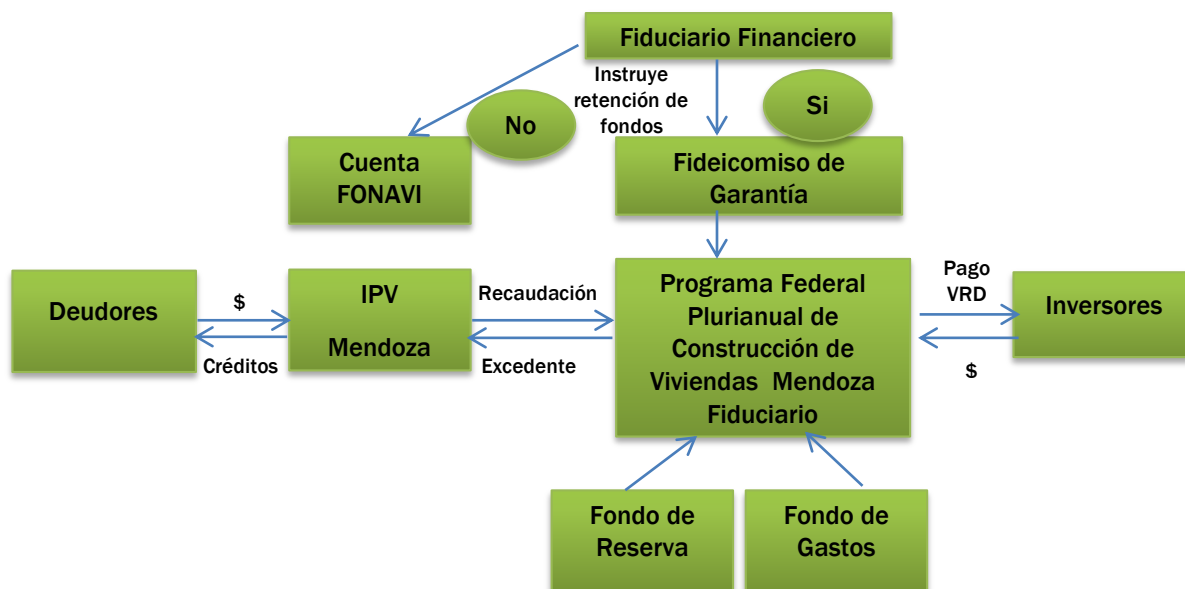 Fiduciario Financiero
Instruye
retención de
fondos
No
Si
Cuenta
FONAVI
Fideicomiso de
Garantía
Deudores
$
Créditos
IPV
Mendoza
Recaudación
Excedente
Programa Federal
Plurianual de
Construcción de
Viviendas Mendoza
Fiduciario
Pago
VRD
$
Inversores
Fondo de
Reserva
Fondo de
Gastos